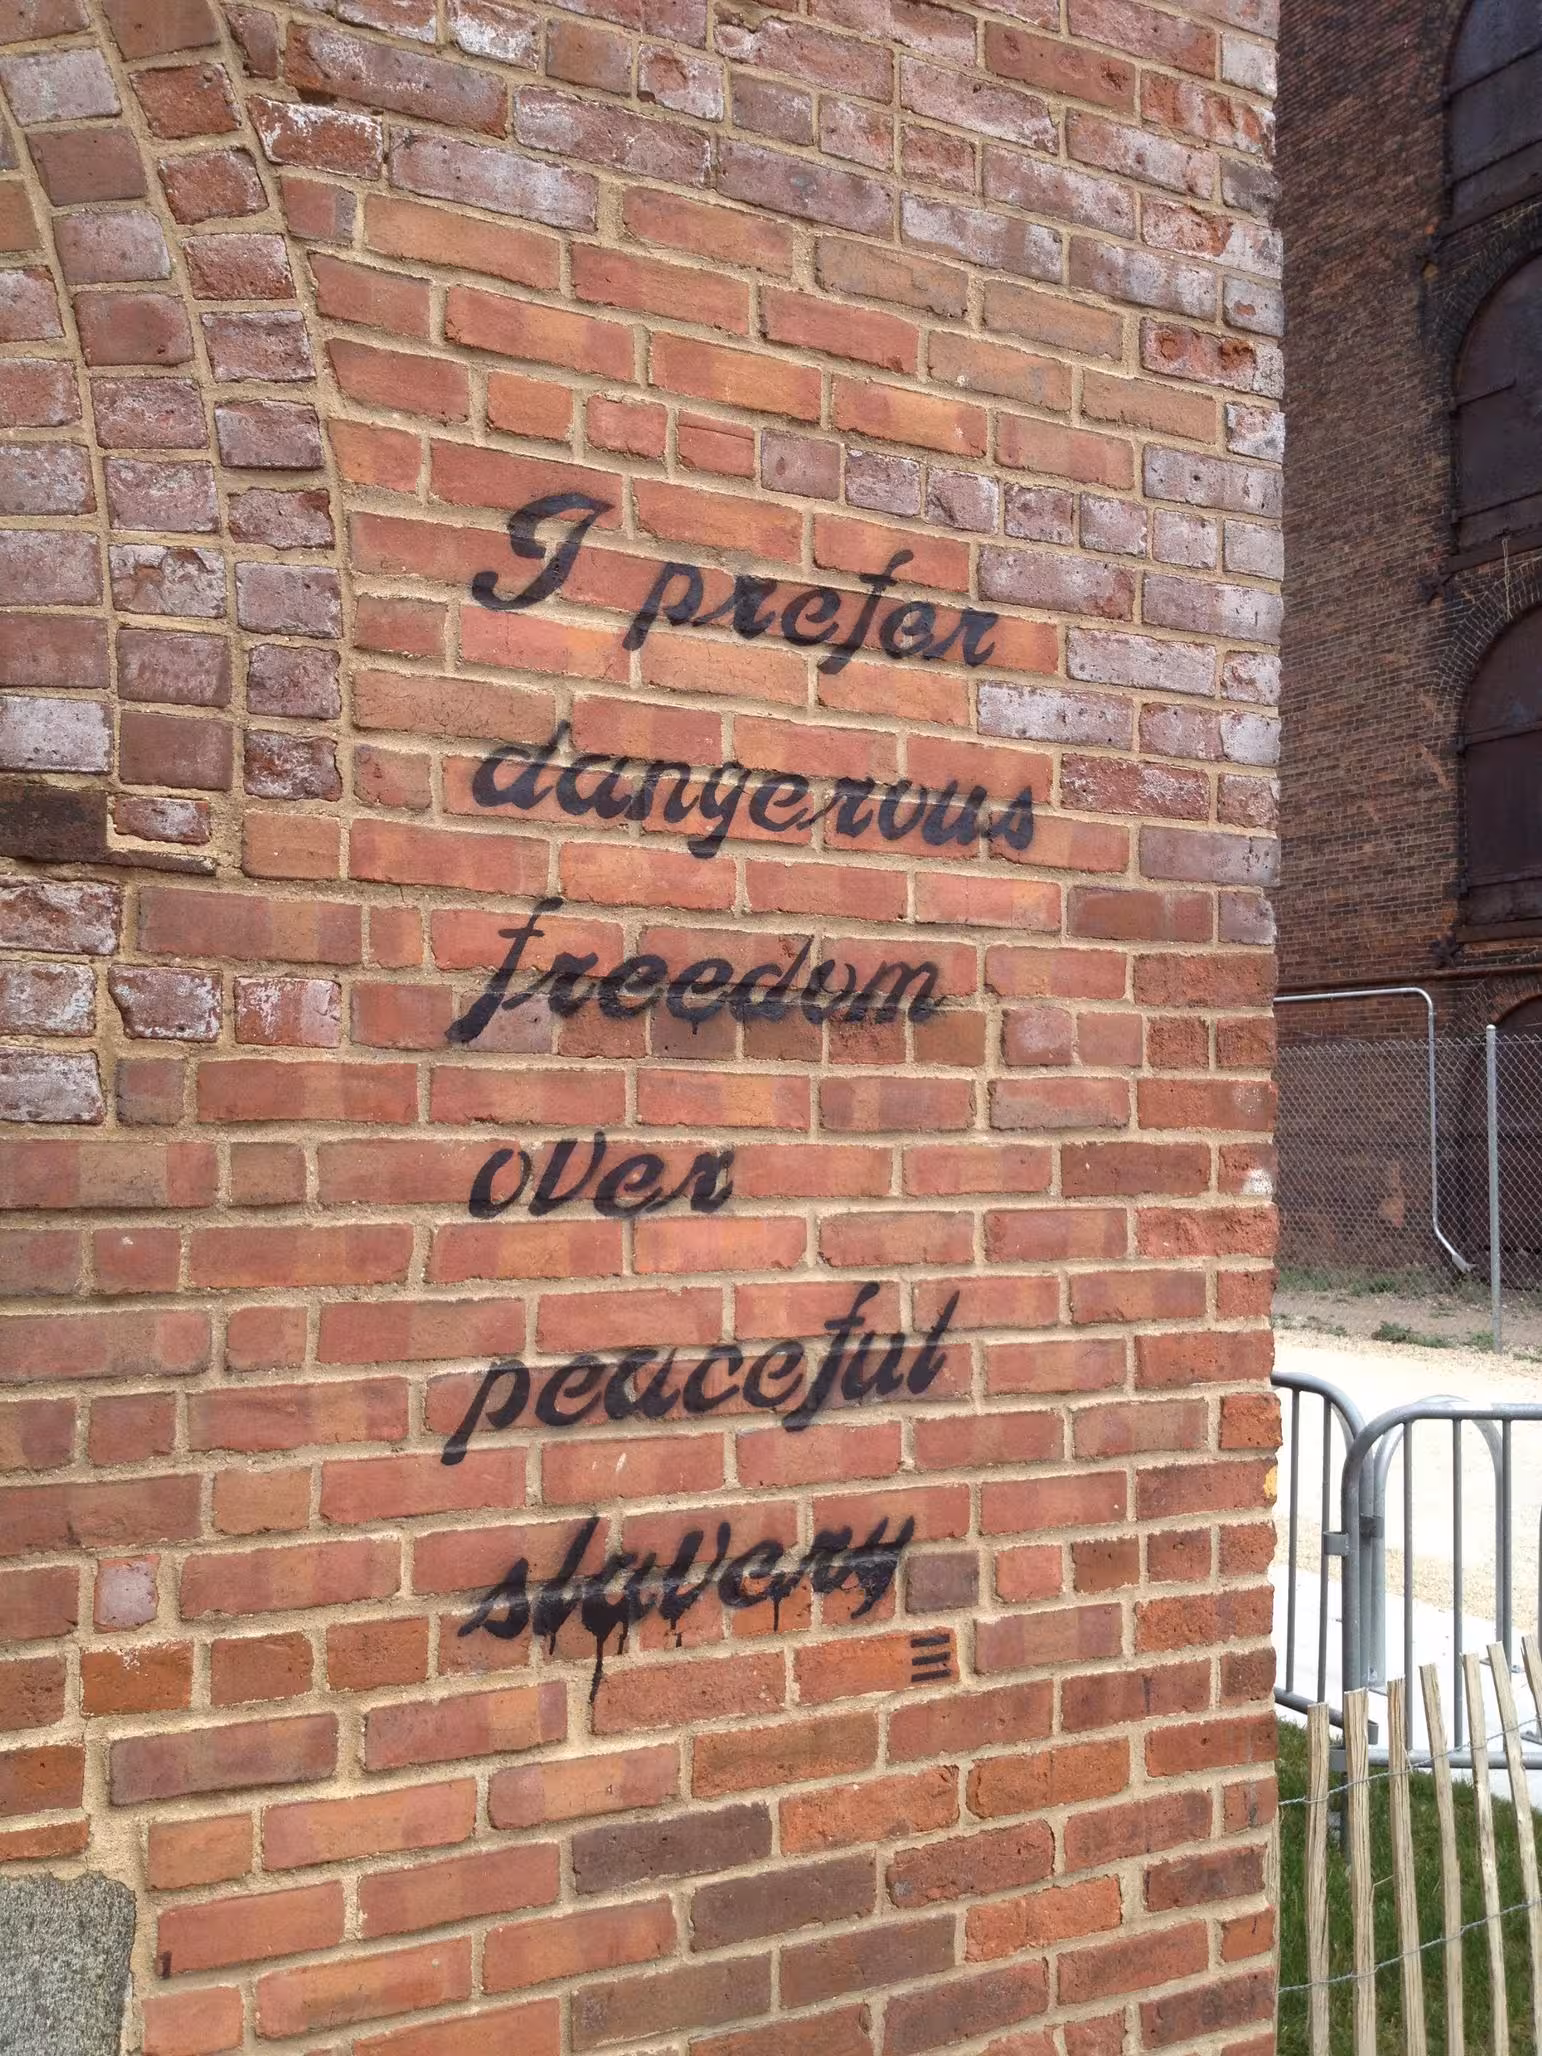 I prefer
dangerous
freedom
over
peaceful
slavery